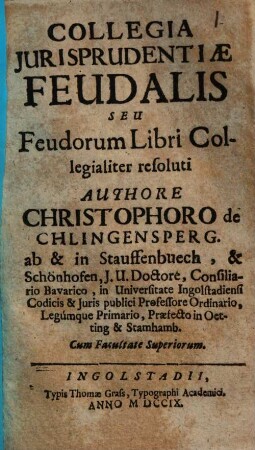 1.
COLLEGIA
JURISPRUDENTIÆ
FEUDALIS
SEU
Feudorum Libri Col-
legialiter resoluti
AUTHORE
CHRISTOPHORO de
CHLINGENSPERG.
ab & in Stauffenbuech, &
Schönhofen, J. U. Doctore, Consilia-
rio Bavarico, in Universitate Ingolstadiensi
Codicis & Juris publici Professore Ordinario,
Legúmque Primario, Præfecto in Oet-
ting & Stamhamb.
Cum Facultate Superiorum.
INGOLSTADII,
Typis Thomæ Grass, Typographi Academici.
ANNO MDCCIX.